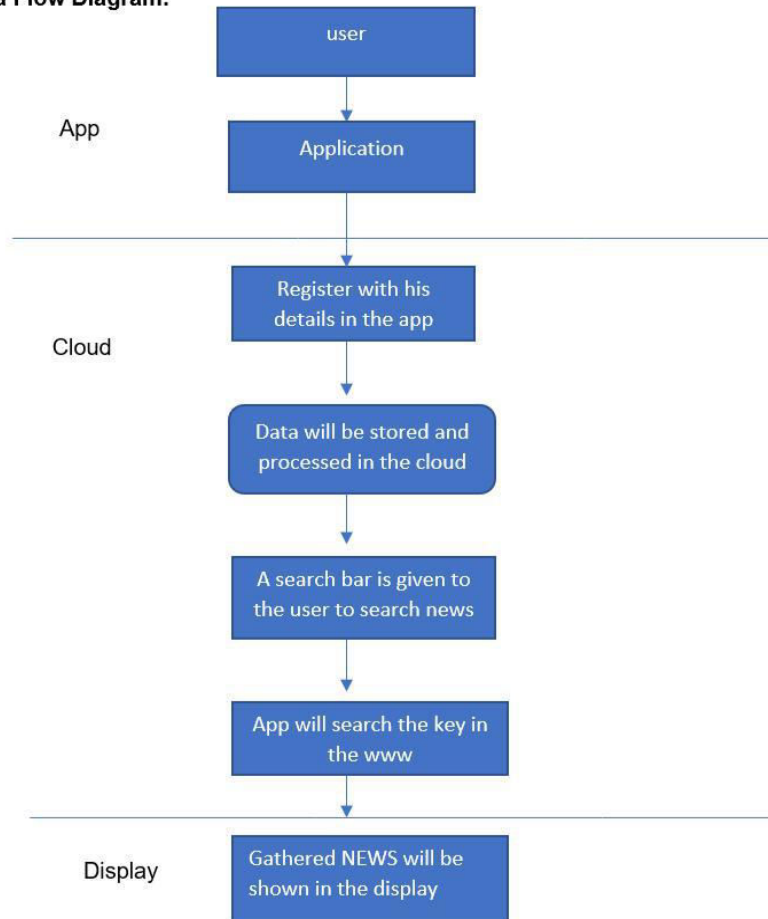 Flow Diagram:
user
App
Application
Register with his
details in the app
Cloud
Data will be stored and
processed in the cloud
A search bar is given to
the user to search news
App will search the key in
the www
Display
Gathered NEWS will be
shown in the display